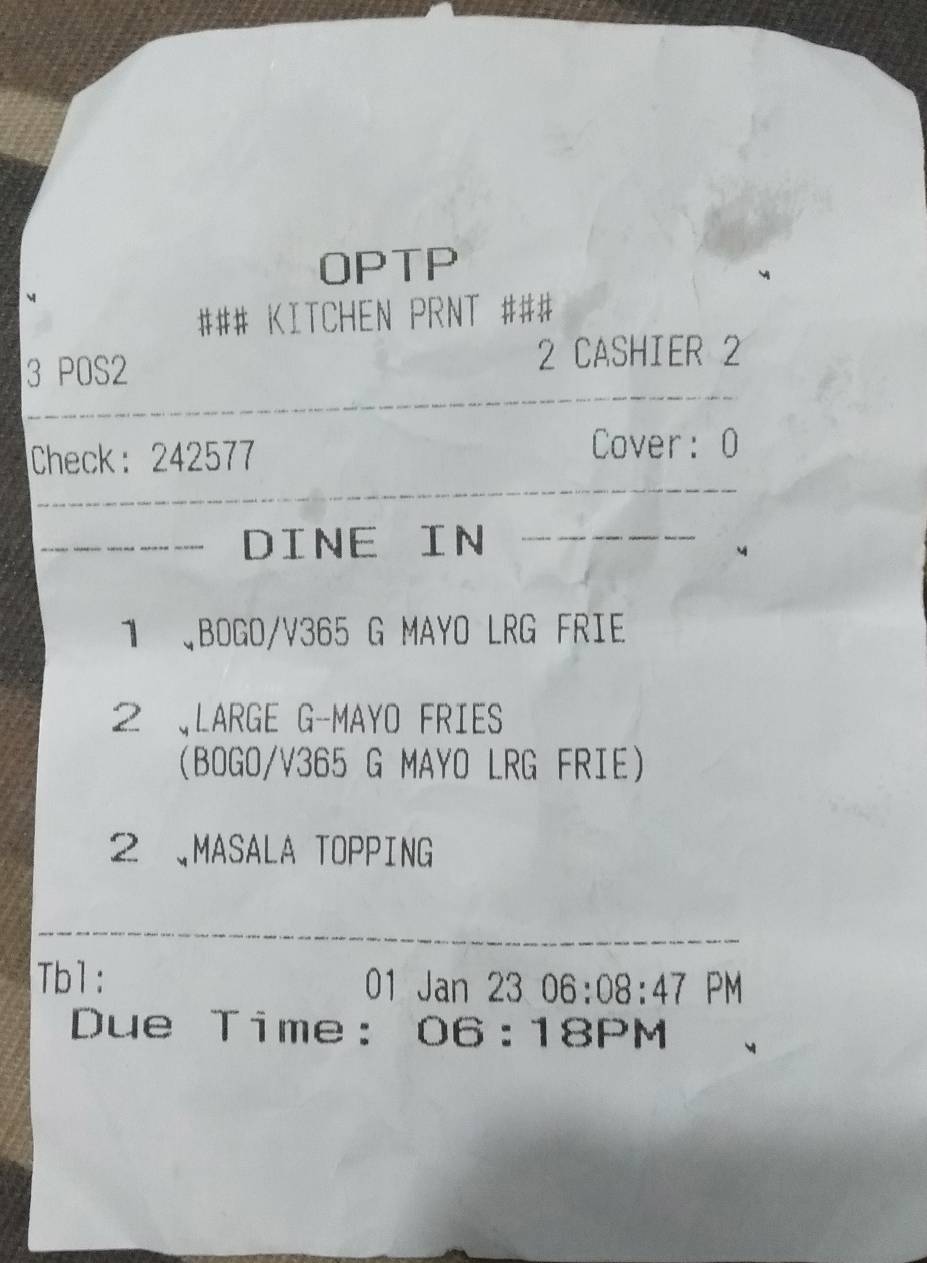 OPTP
### KITCHEN PRNT ###
3 POS2 2 CASHIER 2
Check: 242577 Cover: 0
DINE IN
1 BOGO/V365 G MAYO LRG FRIE
2 LARGE G-MAYO FRIES
(BOGO/V365 G MAYO LRG FRIE)
2 MASALA TOPPING
Tbl: 01 Jan 23 06:08:47 PM
Due Time: 06:18PM